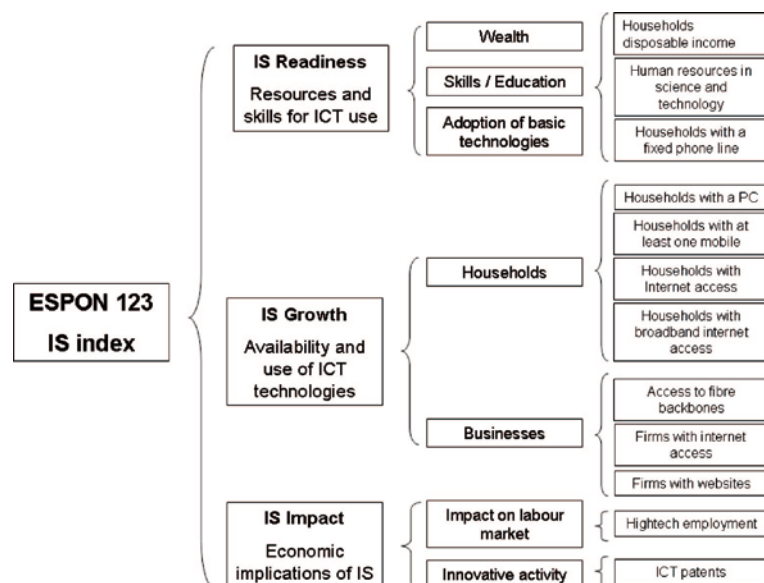 ESPON 123
IS index
IS Readiness
Resources and
skills for ICT use
Wealth
Skills / Education
Adoption of basic
technologies
Households
disposable income
Human resources in
science and
technology
Households with a
fixed phone line
IS Growth
Availability and
use of ICT
technologies
Households
Households with a PC
Households with at
least one mobile
Households with
Internet access
Households with
broadband internet
access
Businesses
Access to fibre
backbones
Firms with internet
access
Firms with websites
IS Impact
Economic
implications of IS
Impact on labour
market
Hightech employment
Innovative activity
ICT patents